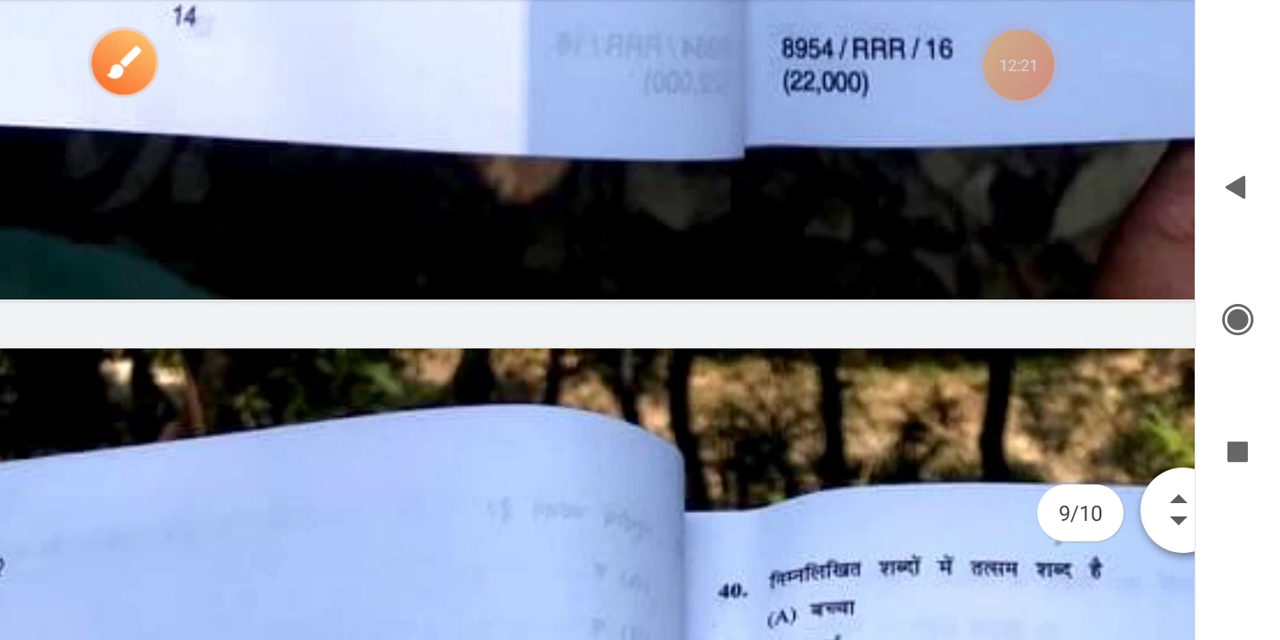 14
8954 / RRR / 16
(22,000)
12:21
9/10
?
40. निम्नलिखित शब्दों में तत्सम शब्द है
(A) बच्चा